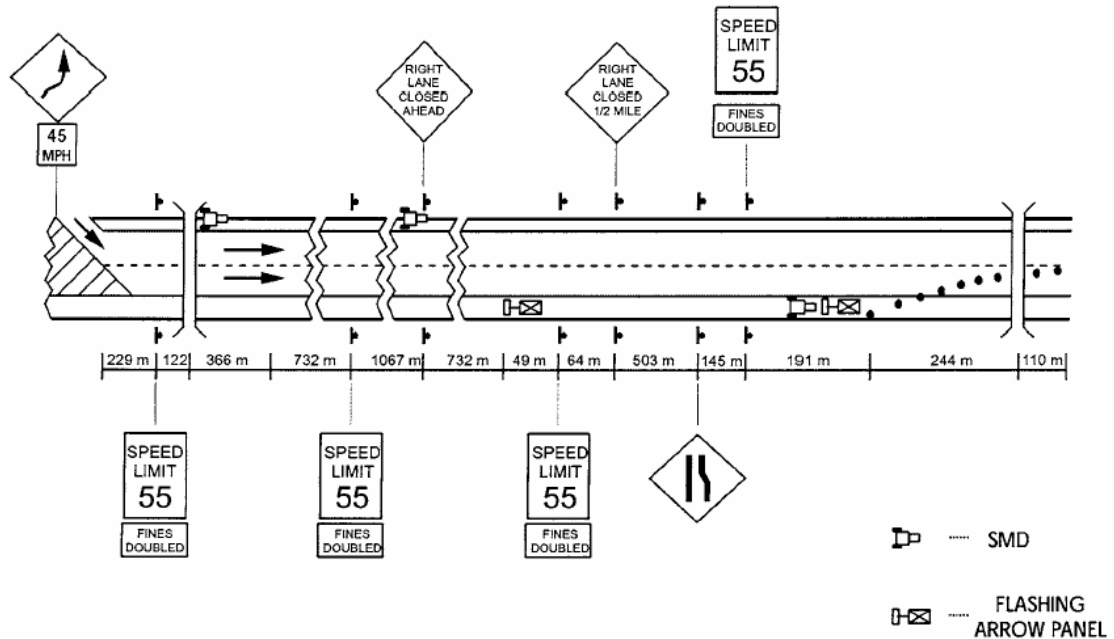 SPEED
LIMIT
55
FINES
DOUBLED
RIGHT
LANE
CLOSED
AHEAD
RIGHT
LANE
CLOSED
1/2 MILE
45
MPH
229 m
122
366 m
732 m
1067 m
732 m
49 m
64 m
503 m
145 m
191 m
244 m
110 m
SPEED
LIMIT
55
FINES
DOUBLED
SPEED
LIMIT
55
FINES
DOUBLED
SPEED
LIMIT
55
FINES
DOUBLED
SMD
FLASHING
ARROW PANEL